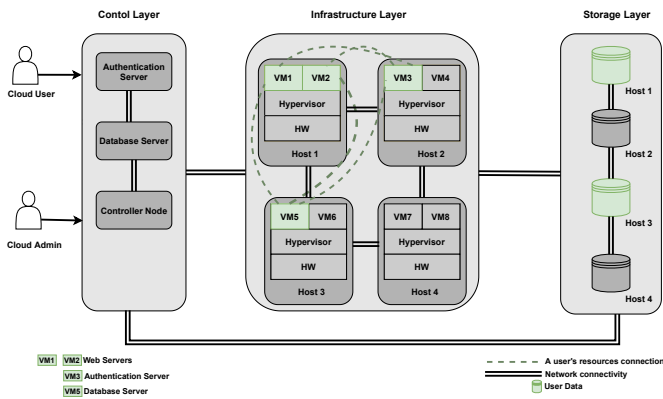 Contol Layer
Infrastructure Layer
Storage Layer
Cloud User
Authentication
Server
Database Server
Controller Node
Cloud Admin
VM1
VM2
Hypervisor
HW
Host 1
VM3
VM4
Hypervisor
HW
Host 2
VM5
VM6
Hypervisor
HW
Host 3
VM7
VM8
Hypervisor
HW
Host 4
Host 1
Host 2
Host 3
Host 4
VM1 VM2 Web Servers
VM3 Authentication Server
VM5 Database Server
A user's resources connection
Network connectivity
User Data